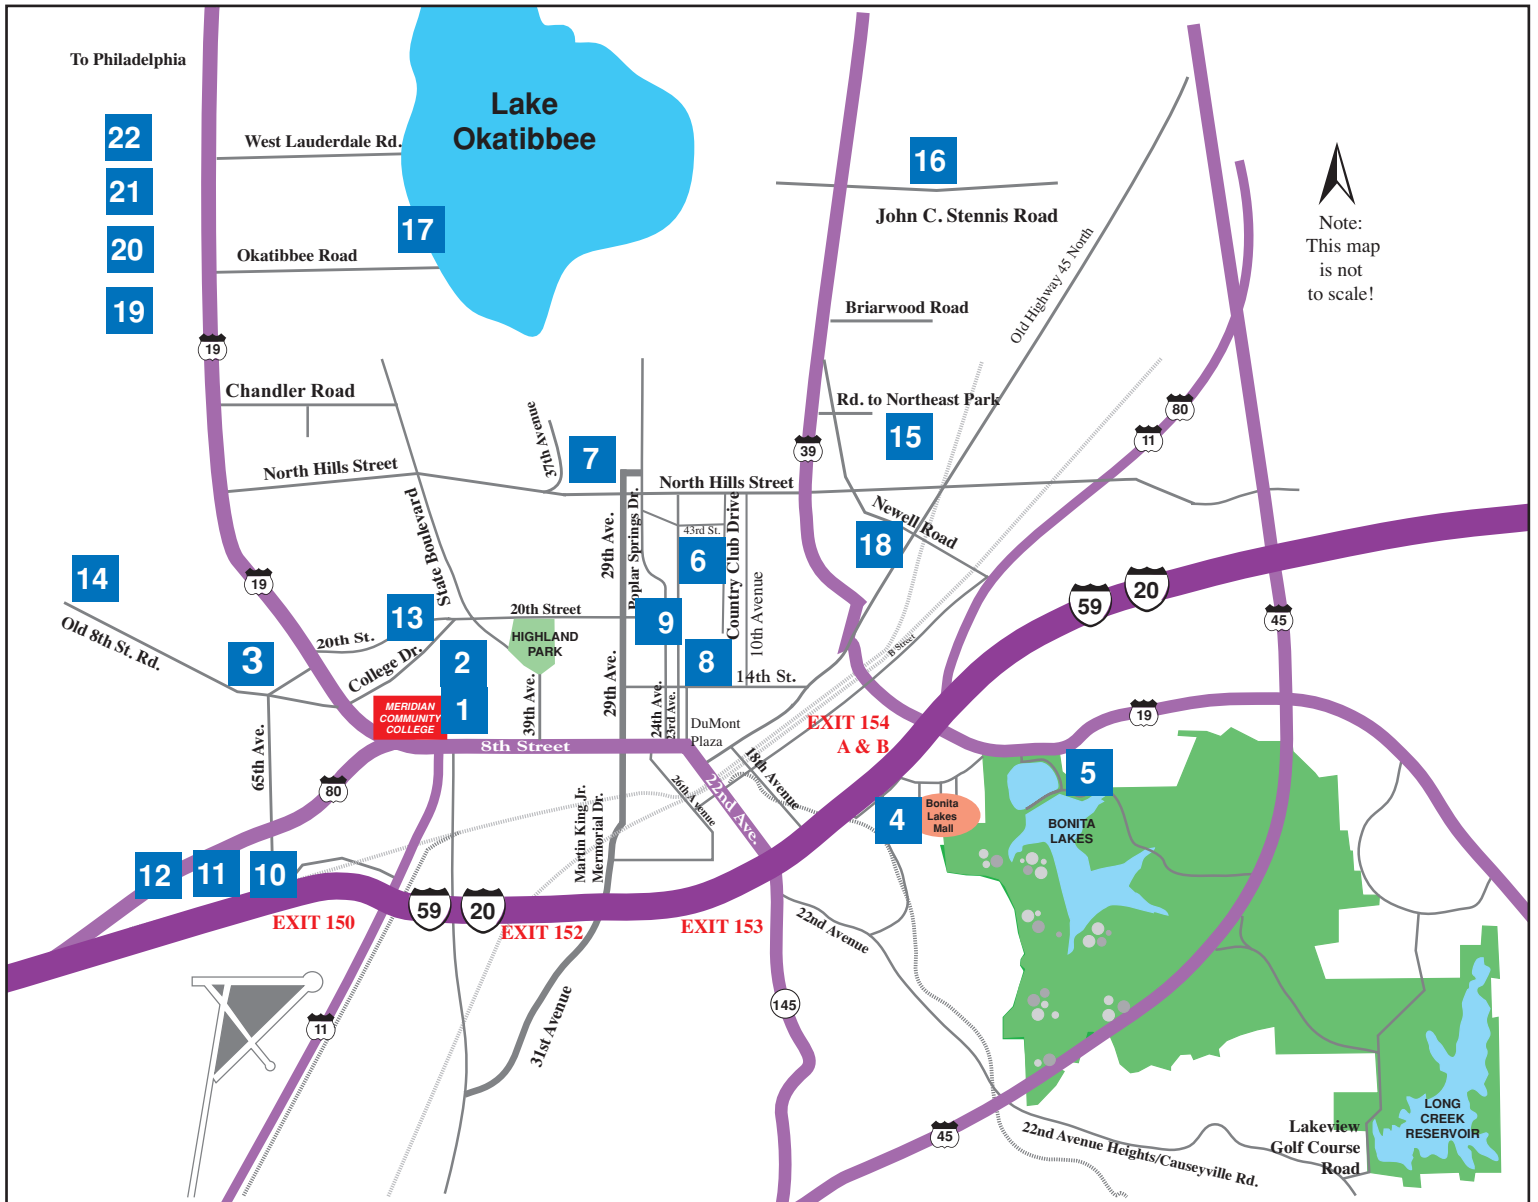 To Philadelphia
Lake
Okatibbee
22
West Lauderdale Rd.
16
21
John C. Stennis Road
17
Note:
This map
is not
to scale!
20
Okatibbee Road
Old Highway 45 North
19
Briarwood Road
19
Chandler Road
Rd. to Northeast Park
80
15
11
37th Avenue
7
39
North Hills Street
North Hills Street
State Boulevard
29th Ave.
Poplar Springs Dr.
43rd St.
Country Club Drive
Newell Road
18
6
10th Avenue
14
19
59
20
45
13
20th Street
9
Old 8th St. Rd.
20th St.
HIGHLAND
PARK
B Street
3
College Dr.
2
8
14th St.
1
MERIDIAN
COMMUNITY
COLLEGE
39th Ave.
29th Ave.
24th Ave.
23rd Ave.
DuMont
Plaza
EXIT 154
A & B
19
8th Street
65th Ave.
80
26th Avenue
22nd Ave.
18th Avenue
5
4
Bonita
Lakes
Mall
BONITA
LAKES
Martin King Jr.
Mermorial Dr.
12
11
10
59
20
EXIT 150
EXIT 152
EXIT 153
22nd Avenue
145
11
31st Avenue
45
22nd Avenue Heights/Causeyville Rd.
Lakeview
Golf Course
Road
LONG
CREEK
RESERVOIR